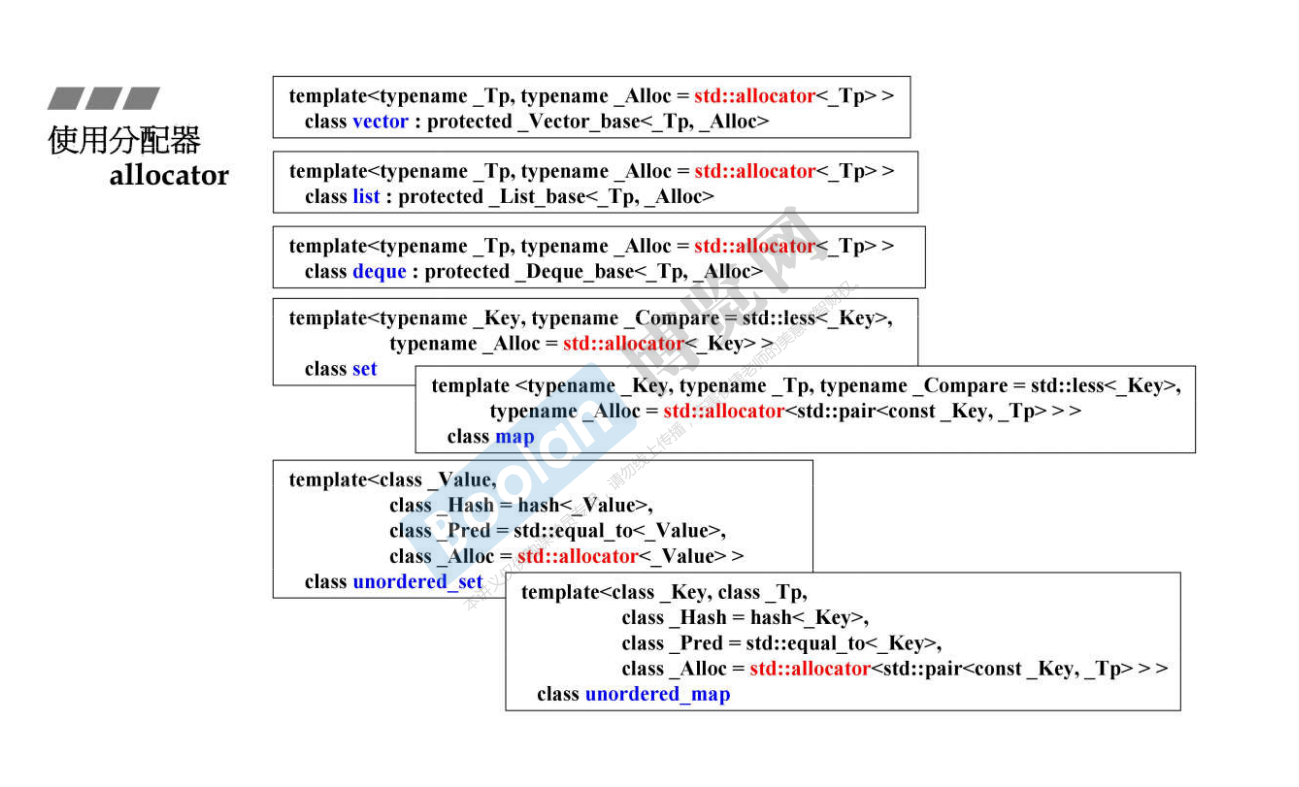 使用分配器
allocator
template<typename _Tp, typename _Alloc = std::allocator<_Tp> >
class vector : protected _Vector_base<_Tp, _Alloc>
template<typename _Tp, typename _Alloc = std::allocator<_Tp> >
class list : protected _List_base<_Tp, _Alloc>
template<typename _Tp, typename _Alloc = std::allocator<_Tp> >
class deque : protected _Deque_base<_Tp, _Alloc>
template<typename _Key, typename _Compare = std::less<_Key>,
typename _Alloc = std::allocator<_Key> >
class set
template <typename _Key, typename _Tp, typename _Compare = std::less<_Key>,
typename _Alloc = std::allocator<std::pair<const _Key, _Tp> > >
class map
template<class _Value,
class _Hash = hash<_Value>,
class _Pred = std::equal_to<_Value>,
class _Alloc = std::allocator<_Value> >
class unordered_set
template<class _Key, class _Tp,
class _Hash = hash<_Key>,
class _Pred = std::equal_to<_Key>,
class _Alloc = std::allocator<std::pair<const _Key, _Tp> > >
class unordered_map
Boolan 博览网